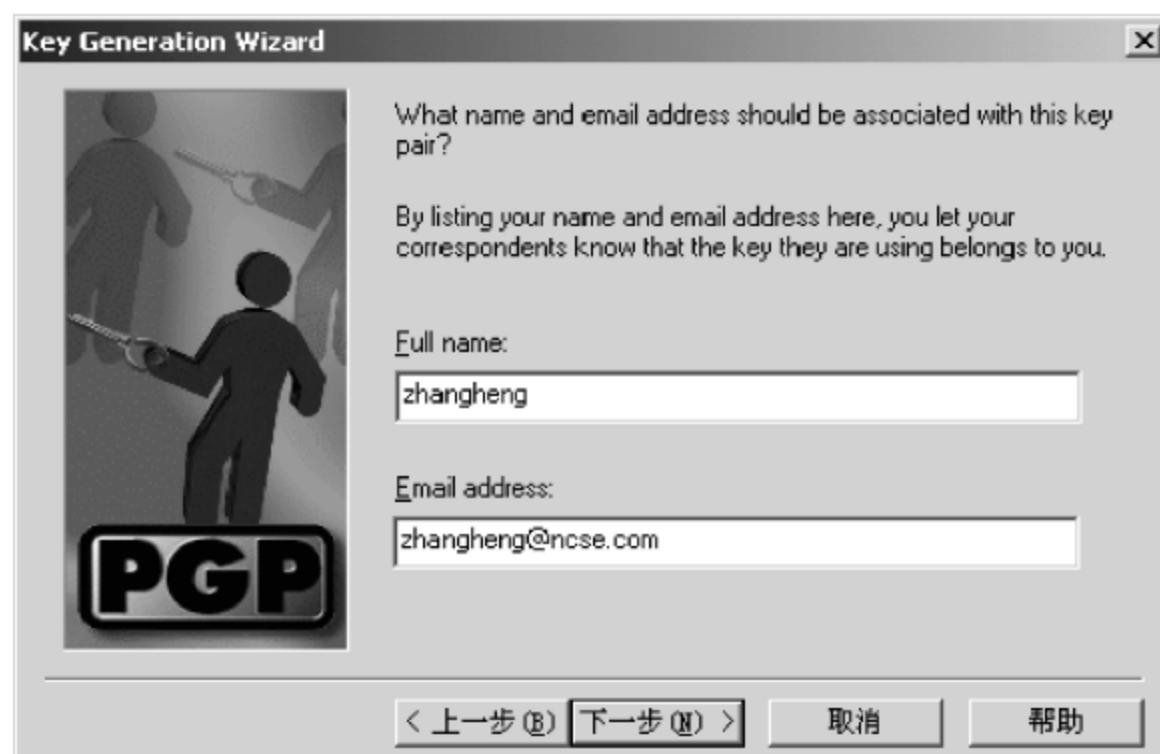 Key Generation Wizard
What name and email address should be associated with this key
pair?
By listing your name and email address here, you let your
correspondents know that the key they are using belongs to you.
Full name:
zhangheng
Email address:
zhangheng@ncse.com
PGP
< 上一步(B) 下一步(N) > 取消 帮助